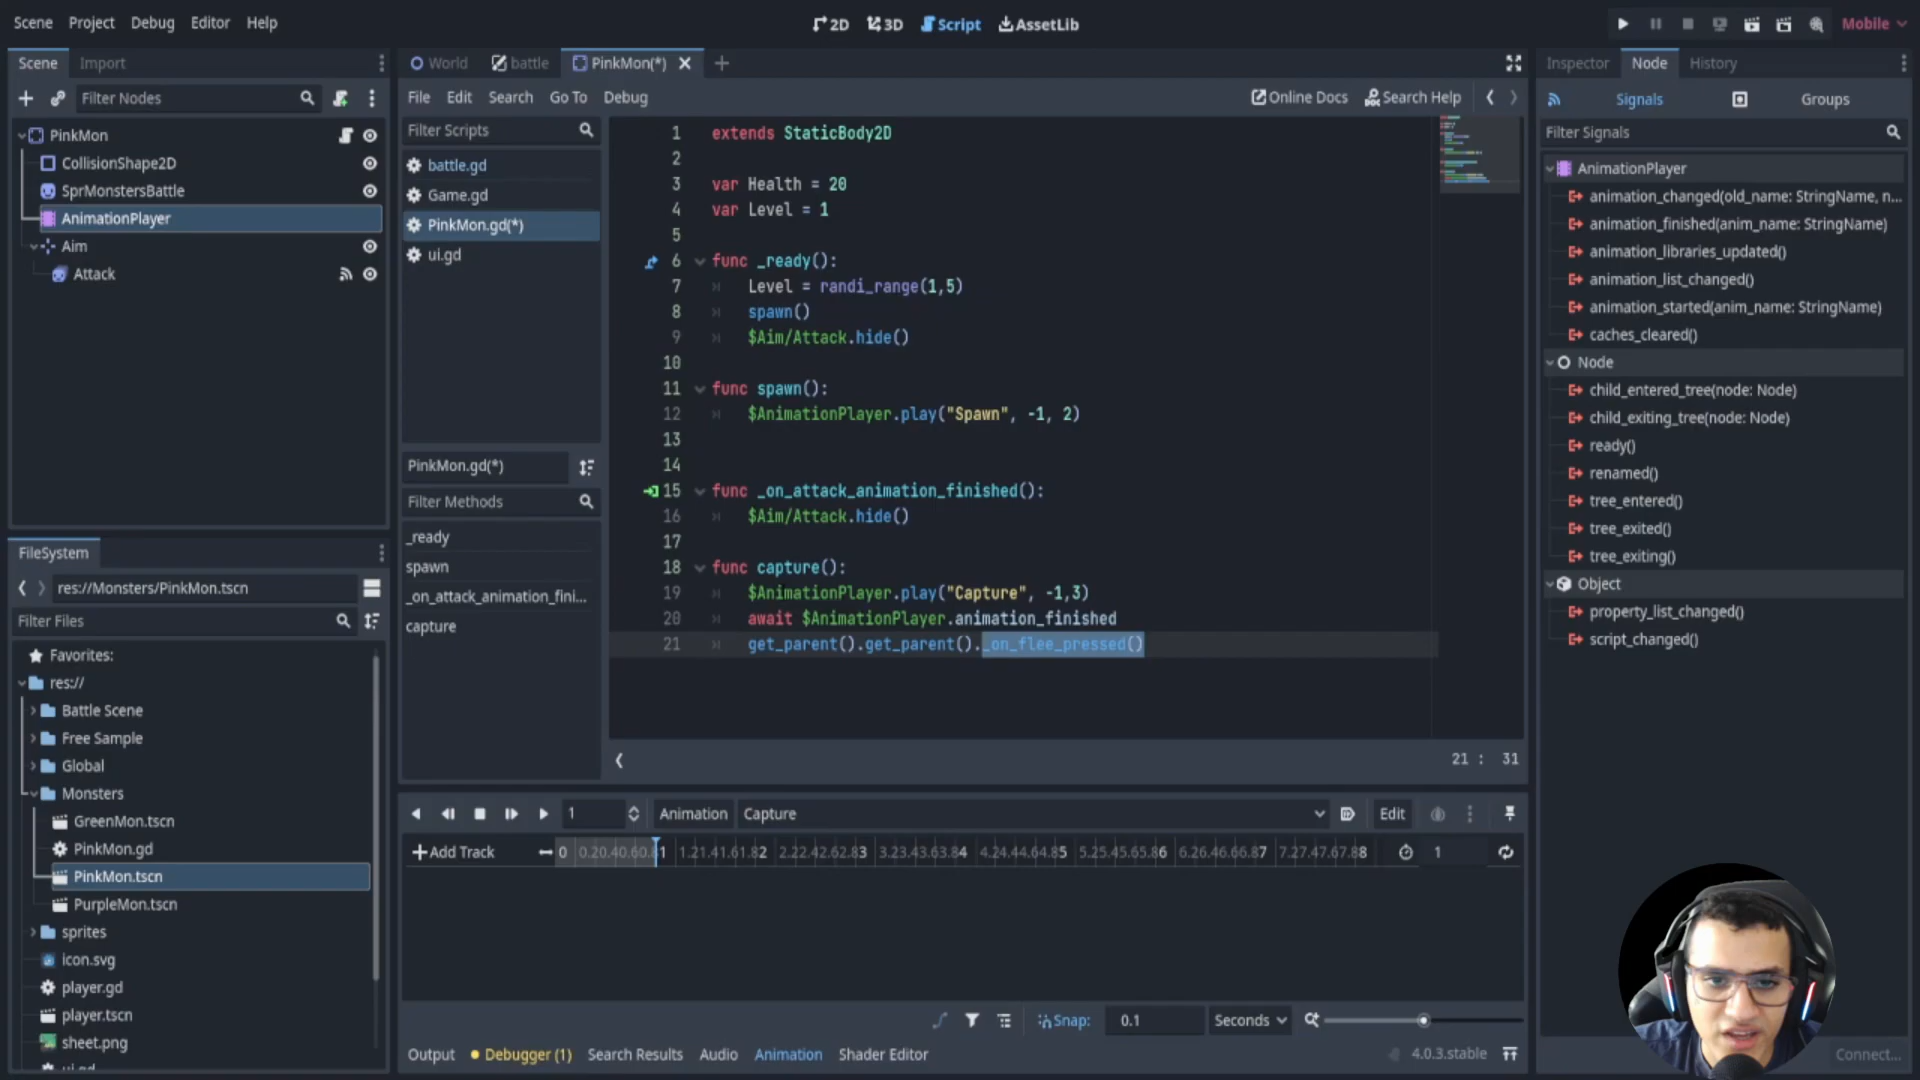 Scene Project Debug Editor Help
2D 3D Script AssetLib
Mobile
Scene Import
Filter Nodes
PinkMon
CollisionShape2D
SprMonstersBattle
AnimationPlayer
Aim
Attack
FileSystem
res://Monsters/PinkMon.tscn
Filter Files
Favorites:
res://
Battle Scene
Free Sample
Global
Monsters
GreenMon.tscn
PinkMon.gd
PinkMon.tscn
PurpleMon.tscn
sprites
icon.svg
player.gd
player.tscn
sheet.png
ui.gd
World battle PinkMon(*)
File Edit Search Go To Debug
Online Docs Search Help
Filter Scripts
battle.gd
Game.gd
PinkMon.gd(*)
ui.gd
PinkMon.gd(*)
Filter Methods
_ready
spawn
_on_attack_animation_fini...
capture
1 extends StaticBody2D
2
3 var Health = 20
4 var Level = 1
5
6 func _ready():
7 Level = randi_range(1,5)
8 spawn()
9 $Aim/Attack.hide()
10
11 func spawn():
12 $AnimationPlayer.play("Spawn", -1, 2)
13
14
15 func _on_attack_animation_finished():
16 $Aim/Attack.hide()
17
18 func capture():
19 $AnimationPlayer.play("Capture", -1,3)
20 await $AnimationPlayer.animation_finished
21 get_parent().get_parent()._on_flee_pressed()
21 : 31
1 Animation Capture Edit
Add Track 0 0.20.40.60.81 1.21.41.61.82 2.22.42.62.83 3.23.43.63.84 4.24.44.64.85 5.25.45.65.86 6.26.46.66.87 7.27.47.67.88 1
Snap: 0.1 Seconds
Output Debugger (1) Search Results Audio Animation Shader Editor
4.0.3.stable
Inspector Node History
Signals Groups
Filter Signals
AnimationPlayer
animation_changed(old_name: StringName, n...
animation_finished(anim_name: StringName)
animation_libraries_updated()
animation_list_changed()
animation_started(anim_name: StringName)
caches_cleared()
Node
child_entered_tree(node: Node)
child_exiting_tree(node: Node)
ready()
renamed()
tree_entered()
tree_exited()
tree_exiting()
Object
property_list_changed()
script_changed()
Connect...